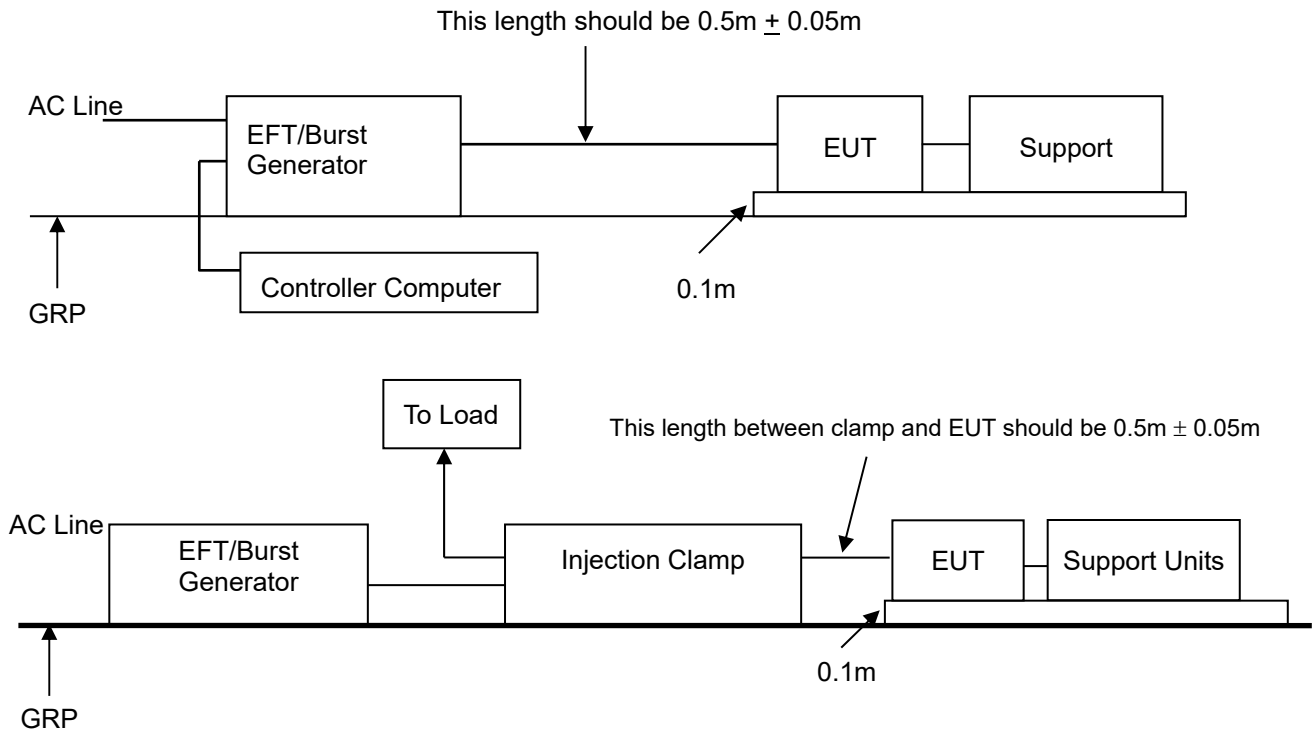 This length should be 0.5m ± 0.05m
AC Line
EFT/Burst
Generator
EUT
Support
0.1m
Controller Computer
GRP
To Load
This length between clamp and EUT should be 0.5m ± 0.05m
AC Line
EFT/Burst
Generator
Injection Clamp
EUT
Support Units
0.1m
GRP